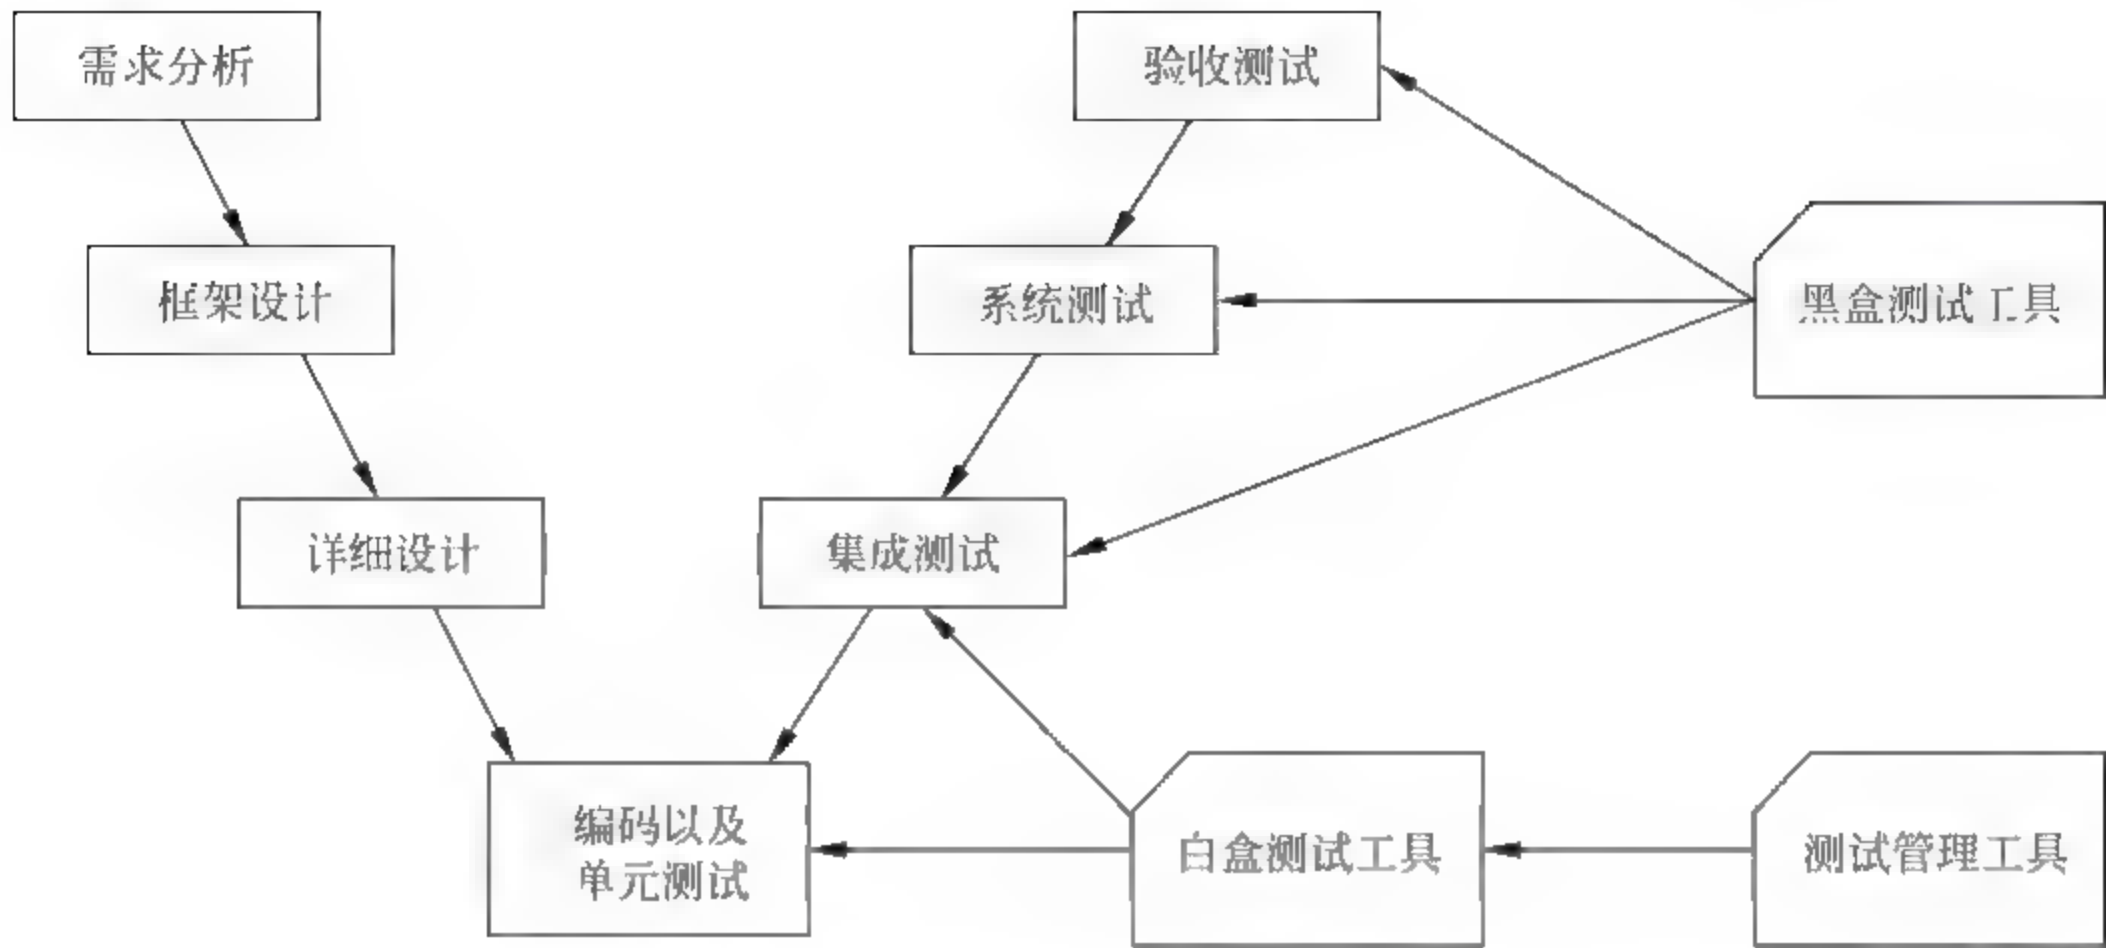 需求分析
验收测试
框架设计
系统测试
黑盒测试工具
详细设计
集成测试
编码以及
单元测试
白盒测试工具
测试管理工具